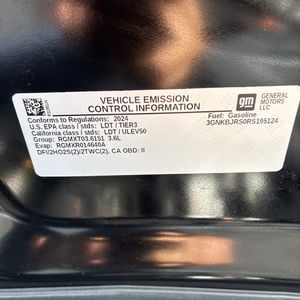 VEHICLE EMISSION
CONTROL INFORMATION
gm
GENERAL
MOTORS
LLC
Conforms to Regulations: 2024
Fuel: Gasoline
U.S. EPA class / stds: LDT / TIER3
3GNKBJRS0RS195124
California class / stds: LDT / ULEV50
Group: RGMXT03.6151 3.6L
Evap: RGMXR014640A
DFI/2HO2S(2)/2TWC(2), CA OBD: II